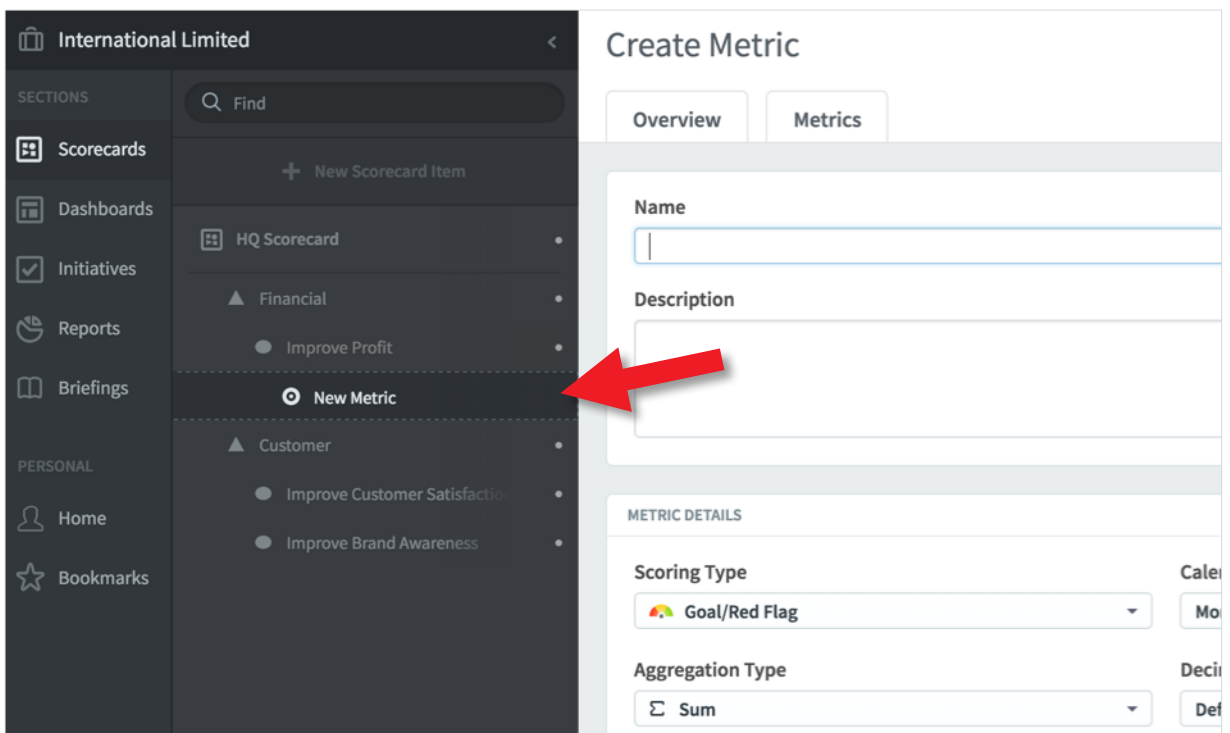 International Limited
SECTIONS
Scorecards
Dashboards
Initiatives
Reports
Briefings
PERSONAL
Home
Bookmarks
Find
New Scorecard Item
HQ Scorecard
Financial
Improve Profit
New Metric
Customer
Improve Customer
Improve Brand Awareness
Create Metric
Overview Metrics
Name
Description
METRIC DETAILS
Scoring Type
Goal/Red Flag
Aggregation Type
Sum